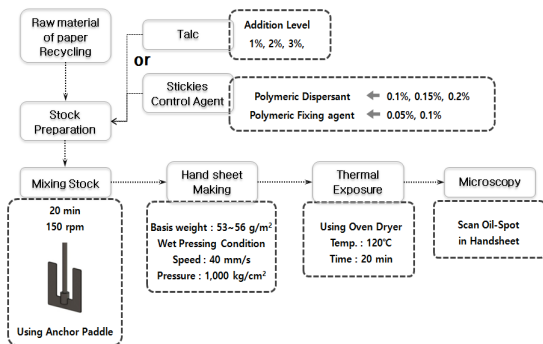 Raw material
of paper
Recycling
Talc
Addition Level
1%, 2%, 3%,
or
Stickies
Control Agent
Polymeric Dispersant 0.1%, 0.15%, 0.2%
Polymeric Fixing agent 0.05%, 0.1%
Stock
Preparation
Mixing Stock
20 min
150 rpm
Using Anchor Paddle
Hand sheet
Making
Basis weight : 53~56 g/m²
Wet Pressing Condition
Speed : 40 mm/s
Pressure : 1,000 kg/cm²
Thermal
Exposure
Using Oven Dryer
Temp. : 120℃
Time : 20 min
Microscopy
Scan Oil-Spot
in Handsheet